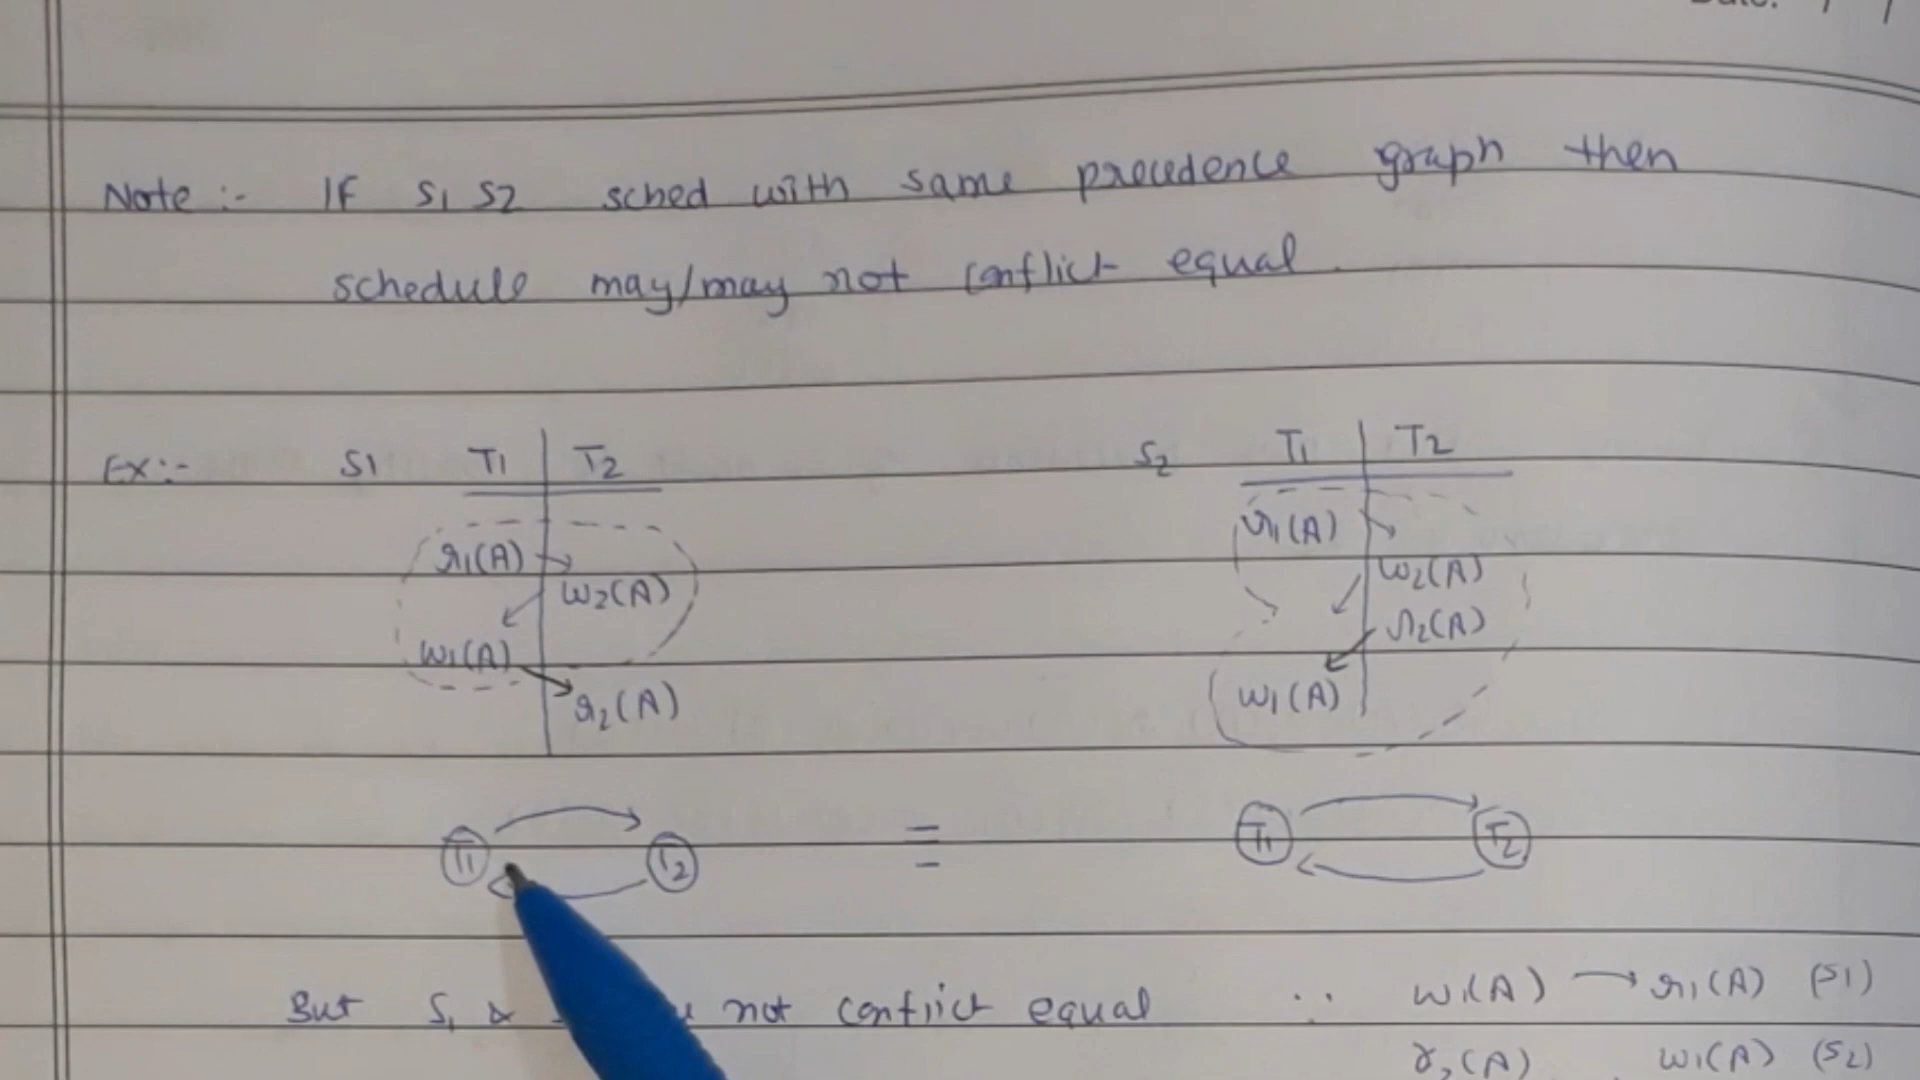 Date: / /
Note :- If S1 S2 sched with same precedence graph then
schedule may/may not conflict equal.
Ex:- S1 T1 T2 S2 T1 T2
r1(A) r1(A)
w2(A) w2(A)
w1(A) r2(A)
r2(A) w1(A)
T1 T2 = T1 T2
But S1 & not conflict equal ∵ w1(A) → r1(A) (S1)
r2(A) w1(A) (S2)